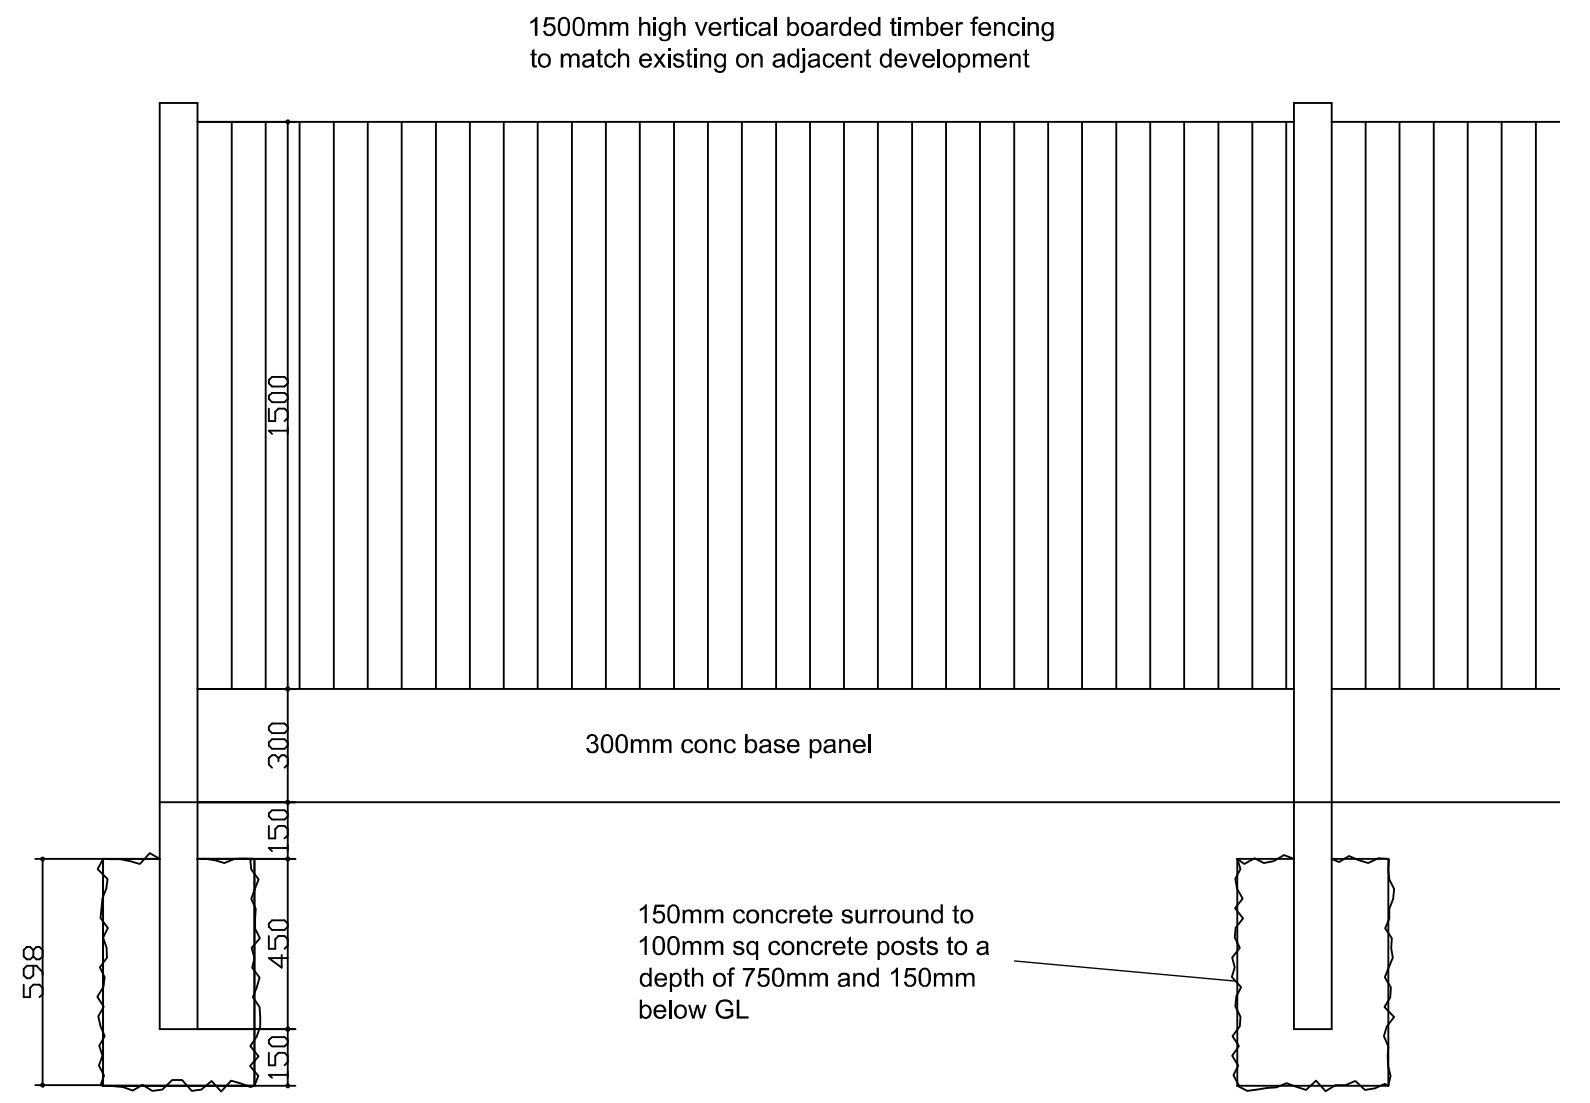 1500mm high vertical boarded timber fencing
to match existing on adjacent development
1500
300
300mm conc base panel
150
598
450
150mm concrete surround to
100mm sq concrete posts to a
depth of 750mm and 150mm
below GL
150